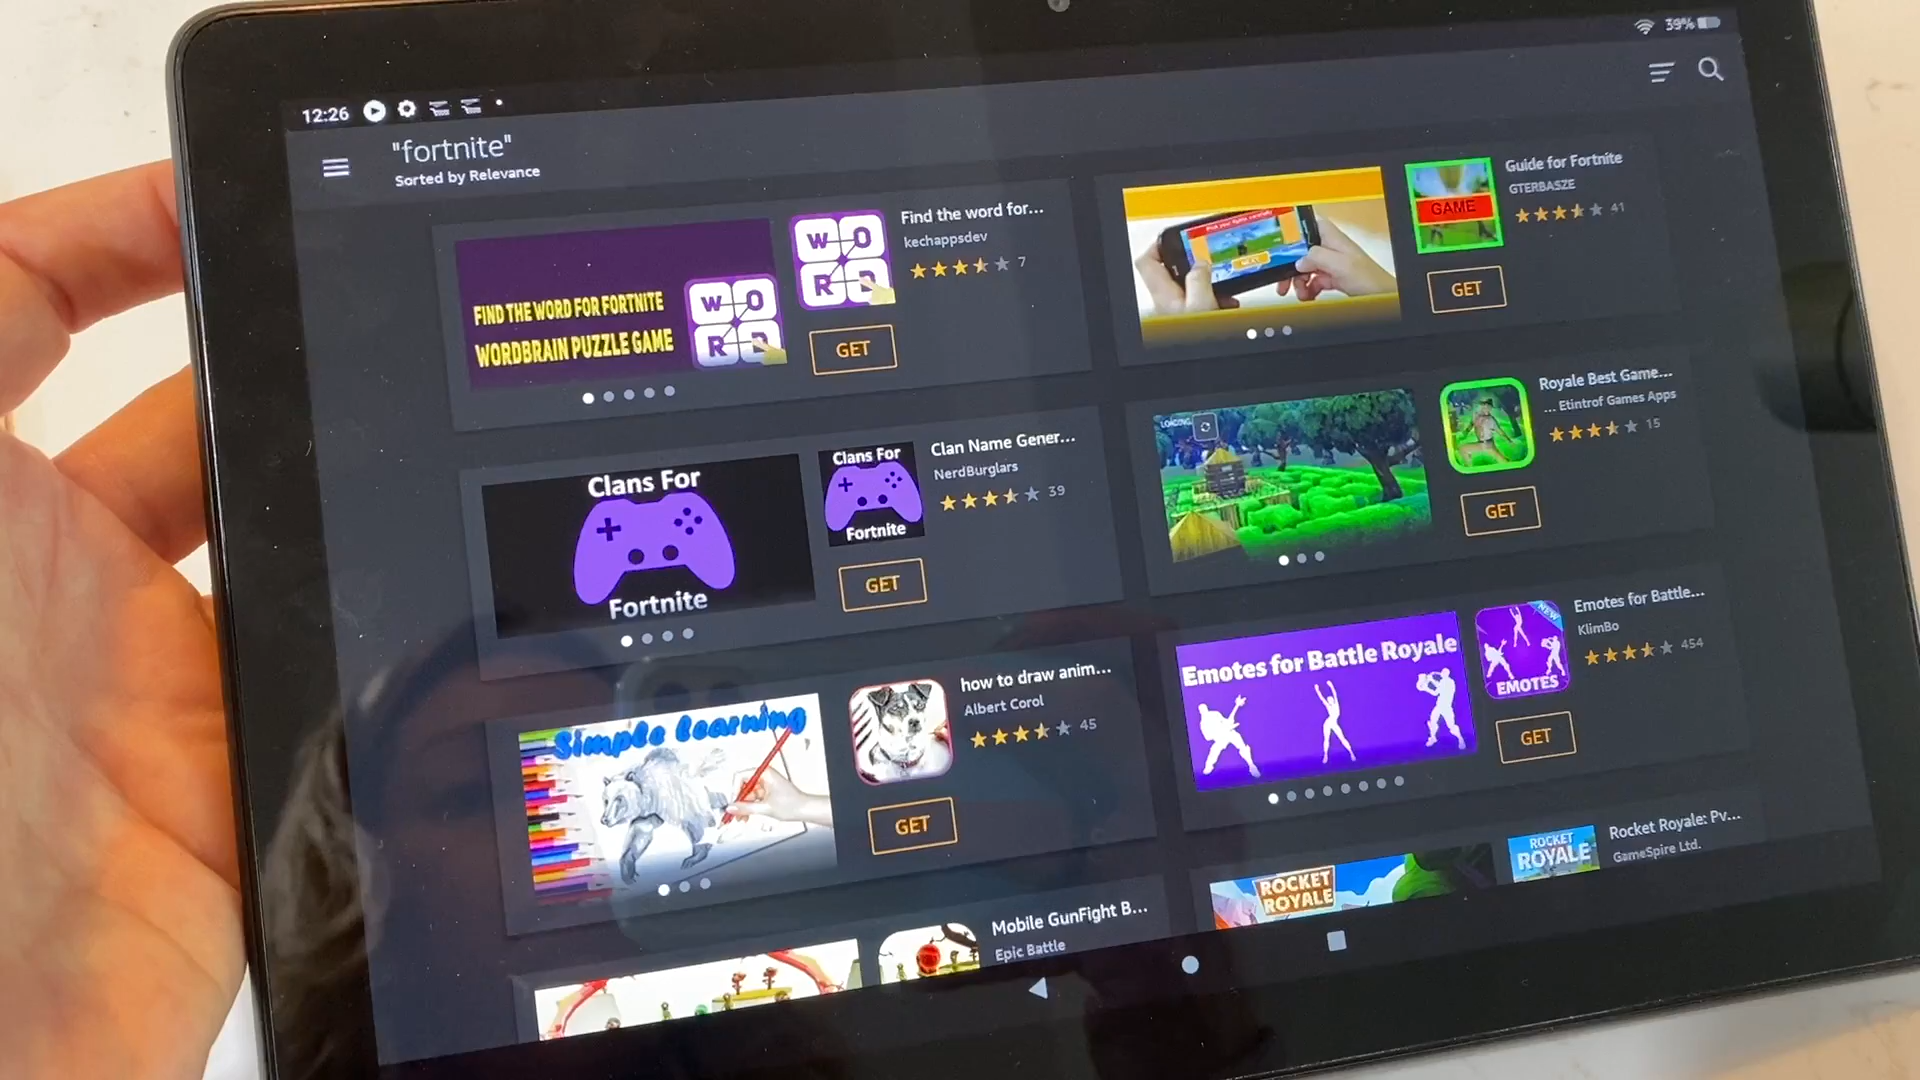 12:26
39%
"fortnite"
Sorted by Relevance
FIND THE WORD FOR FORTNITE
WORDBRAIN PUZZLE GAME
W O
R D
W O
R D
Find the word for...
kechappsdev
7
GET
GAME
Guide for Fortnite
GTERBASZE
41
GET
Clans For
Fortnite
Clans For
Fortnite
Clan Name Gener...
NerdBurglars
39
GET
LOADING
Royale Best Game...
... Etintrof Games Apps
15
GET
Simple Learning
how to draw anim...
Albert Corol
45
GET
Emotes for Battle Royale
NEW
EMOTES
Emotes for Battle...
KlimBo
454
GET
Mobile GunFight B...
Epic Battle
ROCKET
ROYALE
ROCKET
ROYALE
Rocket Royale: Pv...
GameSpire Ltd.